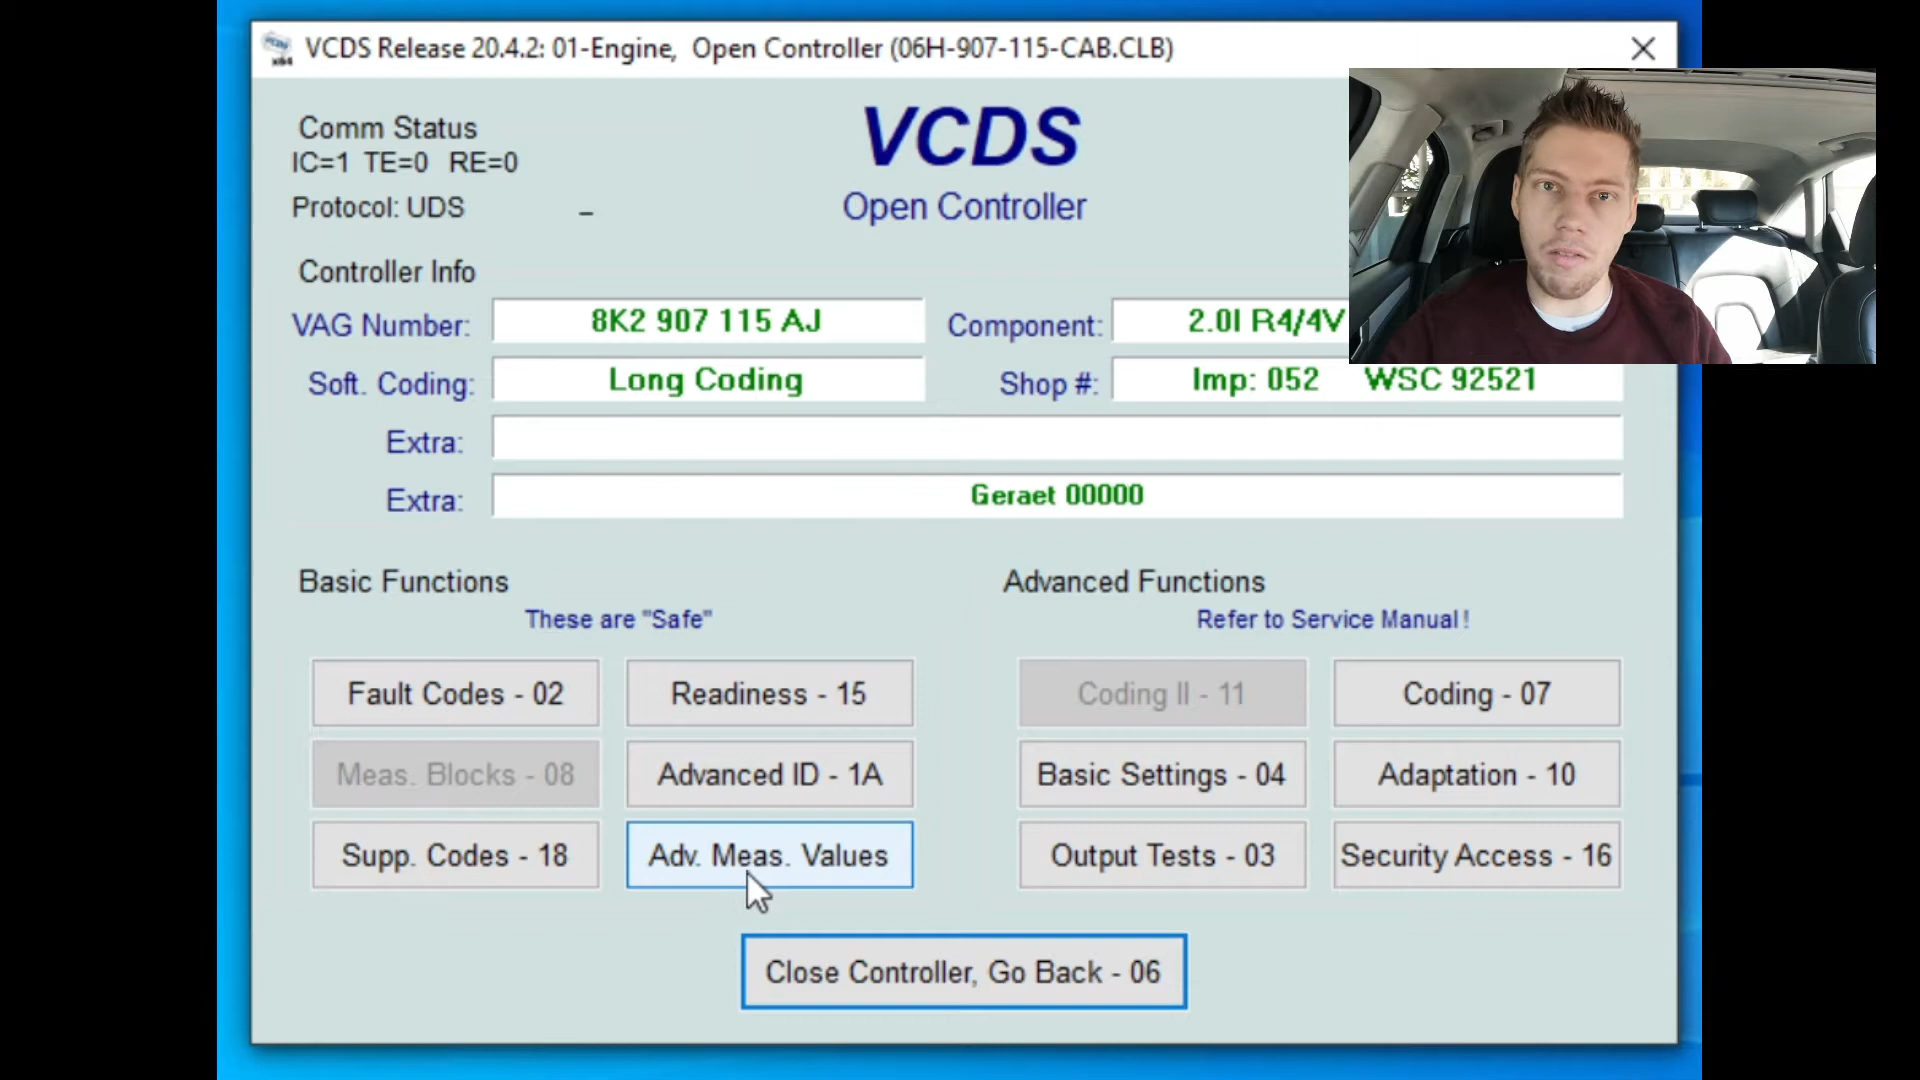 VCDS Release 20.4.2: 01-Engine, Open Controller (06H-907-115-CAB.CLB)
Comm Status
IC=1 TE=0 RE=0
Protocol: UDS
–
VCDS
Open Controller
Controller Info
VAG Number: 8K2 907 115 AJ Component: 2.0l R4/4V
Soft. Coding: Long Coding Shop #: Imp: 052 WSC 92521
Extra:
Extra: Geraet 00000
Basic Functions
These are "Safe"
Advanced Functions
Refer to Service Manual!
Fault Codes - 02 Readiness - 15 Coding II - 11 Coding - 07
Meas. Blocks - 08 Advanced ID - 1A Basic Settings - 04 Adaptation - 10
Supp. Codes - 18 Adv. Meas. Values Output Tests - 03 Security Access - 16
Close Controller, Go Back - 06